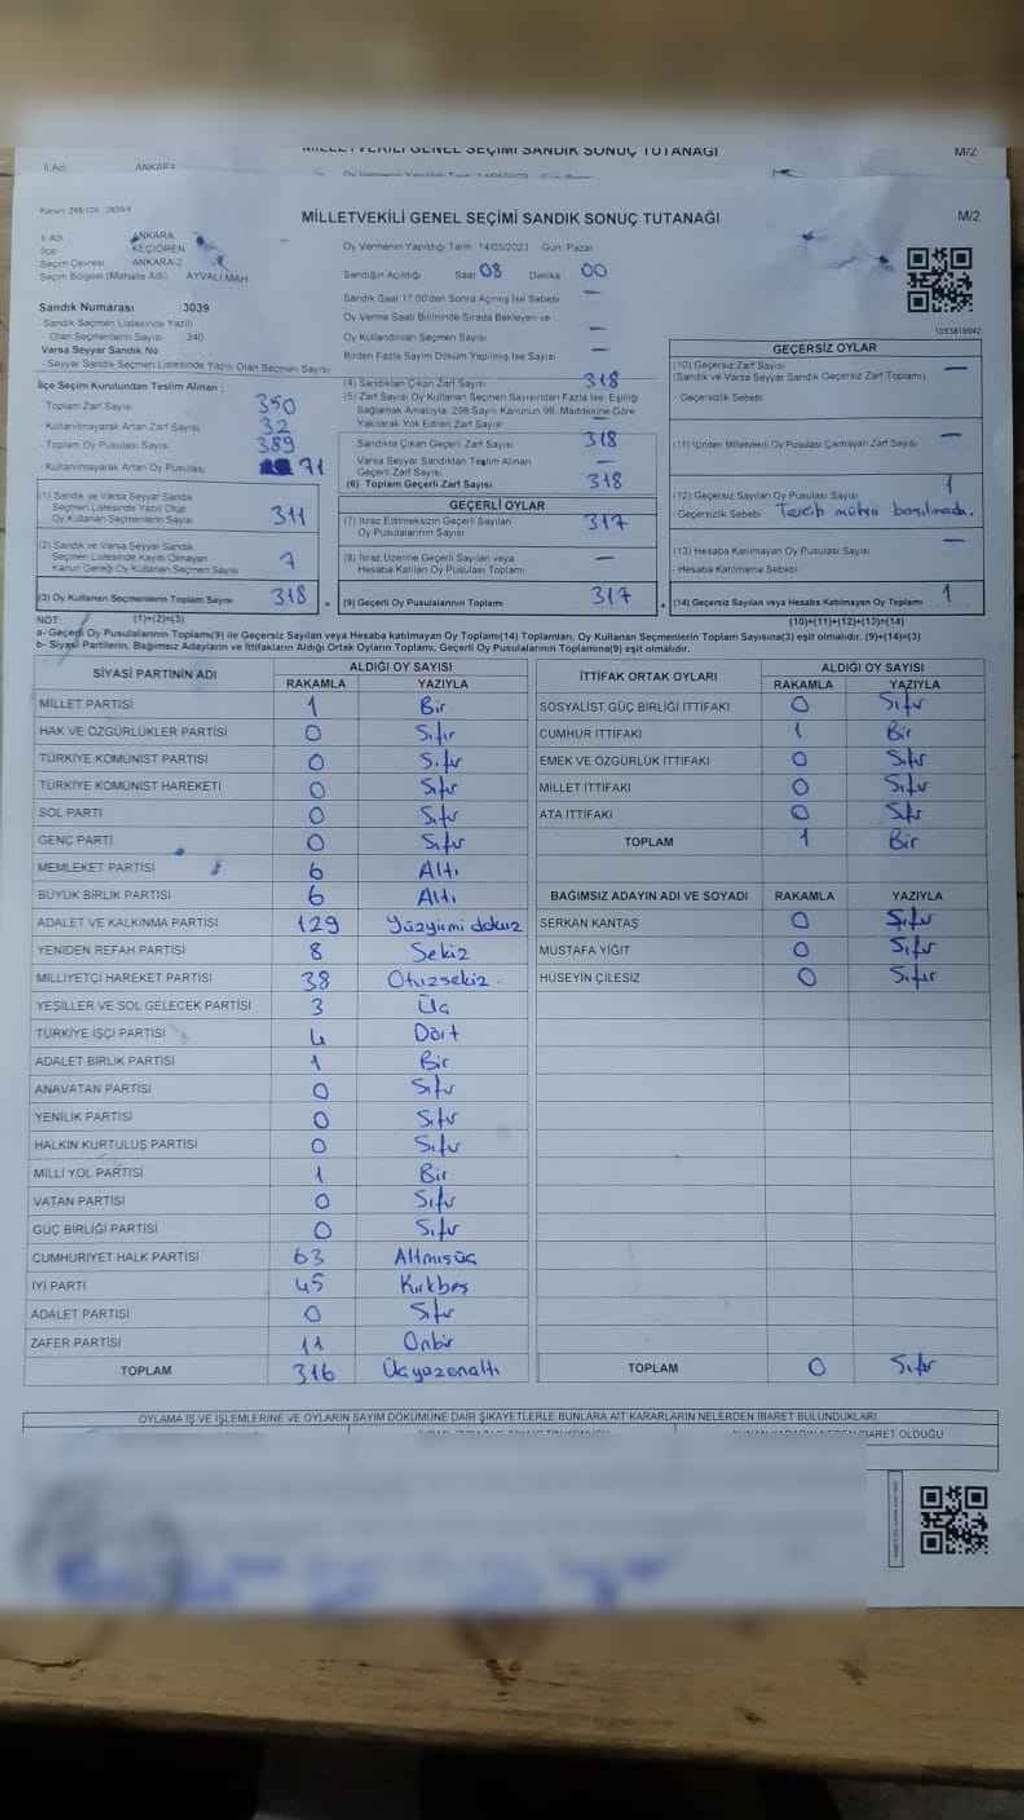 MİLLETVEKİLİ GENEL SEÇİMİ SANDIK SONUÇ TUTANAĞI M/2
İl Adı ANKARA
MİLLETVEKİLİ GENEL SEÇİMİ SANDIK SONUÇ TUTANAĞI
M/2
İl Adı ANKARA
İlçe KEÇİÖREN
Seçim Çevresi ANKARA-2
Seçim Bölgesi (Mahalle Adı) AYVALI MAH
Sandık Numarası 3039
Sandık Seçmen Listesinde Yazılı
Olan Seçmenlerin Sayısı 340
Varsa Seyyar Sandık No
Seyyar Sandık Seçmen Listesinde Yazılı Olan Seçmen Sayısı
Oy Vermenin Yapıldığı Tarih 14/05/2023 Gün Pazar
Sandığın Açıldığı Saat 08 Dakika 00
Sandık Saat 17.00'den Sonra Açılmış İse Sebebi —
Oy Verme Saati Bitiminde Sırada Bekleyen ve
Oy Kullandırılan Seçmen Sayısı —
Birden Fazla Sayım Döküm Yapılmış İse Sayısı —
İlçe Seçim Kurulundan Teslim Alınan :
Toplam Zarf Sayısı 350
Kullanılmayarak Artan Zarf Sayısı 32
Toplam Oy Pusulası Sayısı 389
Kullanılmayarak Artan Oy Pusulası 71
(1) Sandık ve Varsa Seyyar Sandık
Seçmen Listesinde Yazılı Olup
Oy Kullanan Seçmenlerin Sayısı 311
(2) Sandık ve Varsa Seyyar Sandık
Seçmen Listesinde Kaydı Olmayan
Kanun Gereği Oy Kullanan Seçmen Sayısı 7
(3) Oy Kullanan Seçmenlerin Toplam Sayısı 318
(1)+(2)=(3)
(4) Sandıktan Çıkan Zarf Sayısı 318
(5) Zarf Sayısı Oy Kullanan Seçmen Sayısından Fazla İse, Eşitliği
Sağlamak Amacıyla, 298 Sayılı Kanunun 98. Maddesine Göre
Yakılarak Yok Edilen Zarf Sayısı
Sandıkta Çıkan Geçerli Zarf Sayısı 318
Varsa Seyyar Sandıktan Teslim Alınan
Geçerli Zarf Sayısı —
(6) Toplam Geçerli Zarf Sayısı 318
GEÇERLİ OYLAR
(7) İtiraz Edilmeksizin Geçerli Sayılan
Oy Pusulalarının Sayısı 317
(8) İtiraz Üzerine Geçerli Sayılan veya
Hesaba Katılan Oy Pusulası Toplamı —
(9) Geçerli Oy Pusulalarının Toplamı 317
GEÇERSİZ OYLAR
(10) Geçersiz Zarf Sayısı —
(Sandık ve Varsa Seyyar Sandık Geçersiz Zarf Toplamı)
Geçersizlik Sebebi
(11) İçinden Milletvekili Oy Pusulası Çıkmayan Zarf Sayısı —
(12) Geçersiz Sayılan Oy Pusulası Sayısı 1
Geçersizlik Sebebi Tercih mührü basılmadı.
(13) Hesaba Katılmayan Oy Pusulası Sayısı —
Hesaba Katılmama Sebebi
(14) Geçersiz Sayılan veya Hesaba Katılmayan Oy Toplamı 1
(10)+(11)+(12)+(13)=(14)
NOT
a- Geçerli Oy Pusulalarının Toplamı(9) ile Geçersiz Sayılan veya Hesaba Katılmayan Oy Toplamı(14) Toplamları, Oy Kullanan Seçmenlerin Toplam Sayısına(3) eşit olmalıdır. (9)+(14)=(3)
b- Siyasi Partilerin, Bağımsız Adayların ve İttifakların Aldığı Ortak Oyların Toplamı, Geçerli Oy Pusulalarının Toplamına(9) eşit olmalıdır.
SİYASİ PARTİNİN ADI ALDIĞI OY SAYISI
RAKAMLA YAZIYLA
MİLLET PARTİSİ 1 Bir
HAK VE ÖZGÜRLÜKLER PARTİSİ 0 Sıfır
TÜRKİYE KOMÜNİST PARTİSİ 0 Sıfır
TÜRKİYE KOMÜNİST HAREKETİ 0 Sıfır
SOL PARTİ 0 Sıfır
GENÇ PARTİ 0 Sıfır
MEMLEKET PARTİSİ 6 Altı
BÜYÜK BİRLİK PARTİSİ 6 Altı
ADALET VE KALKINMA PARTİSİ 129 Yüzyirmi dokuz
YENİDEN REFAH PARTİSİ 8 Sekiz
MİLLİYETÇİ HAREKET PARTİSİ 38 Otuzsekiz
YEŞİLLER VE SOL GELECEK PARTİSİ 3 Üç
TÜRKİYE İŞÇİ PARTİSİ 4 Dört
ADALET BİRLİK PARTİSİ 1 Bir
ANAVATAN PARTİSİ 0 Sıfır
YENİLİK PARTİSİ 0 Sıfır
HALKIN KURTULUŞ PARTİSİ 0 Sıfır
MİLLİ YOL PARTİSİ 1 Bir
VATAN PARTİSİ 0 Sıfır
GÜÇ BİRLİĞİ PARTİSİ 0 Sıfır
CUMHURİYET HALK PARTİSİ 63 Altmışüç
İYİ PARTİ 45 Kırkbeş
ADALET PARTİSİ 0 Sıfır
ZAFER PARTİSİ 11 Onbir
TOPLAM 316 Üçyüzonaltı
İTTİFAK ORTAK OYLARI ALDIĞI OY SAYISI
RAKAMLA YAZIYLA
SOSYALİST GÜÇ BİRLİĞİ İTTİFAKI 0 Sıfır
CUMHUR İTTİFAKI 1 Bir
EMEK VE ÖZGÜRLÜK İTTİFAKI 0 Sıfır
MİLLET İTTİFAKI 0 Sıfır
ATA İTTİFAKI 0 Sıfır
TOPLAM 1 Bir
BAĞIMSIZ ADAYIN ADI VE SOYADI RAKAMLA YAZIYLA
SERKAN KANTAŞ 0 Sıfır
MUSTAFA YİĞİT 0 Sıfır
HÜSEYİN ÇİLESİZ 0 Sıfır
TOPLAM 0 Sıfır
OYLAMA İŞ VE İŞLEMLERİNE VE OYLARIN SAYIM DÖKÜMÜNE DAİR ŞİKAYETLERLE BUNLARA AİT KARARLARIN NELERDEN İBARET BULUNDUKLARI
İBARET OLDUĞU